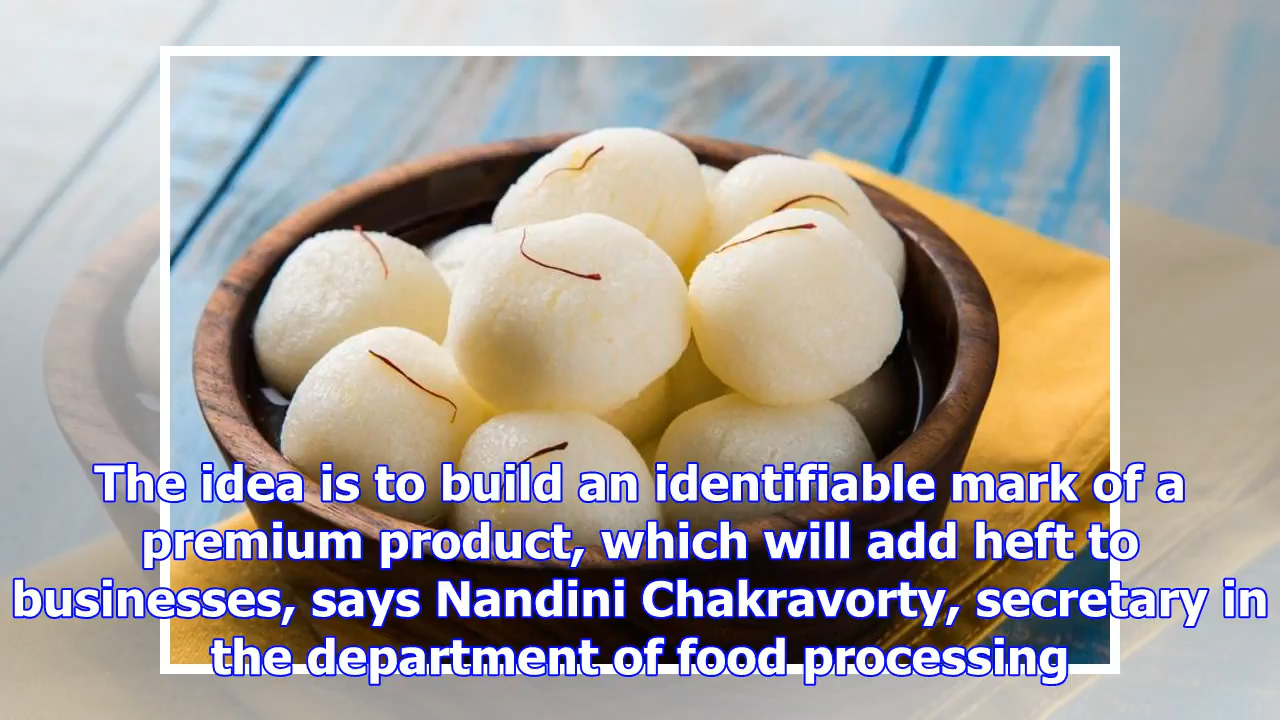 The idea is to build an identifiable mark of a
premium product, which will add heft to
businesses, says Nandini Chakravorty, secretary in
the department of food processing